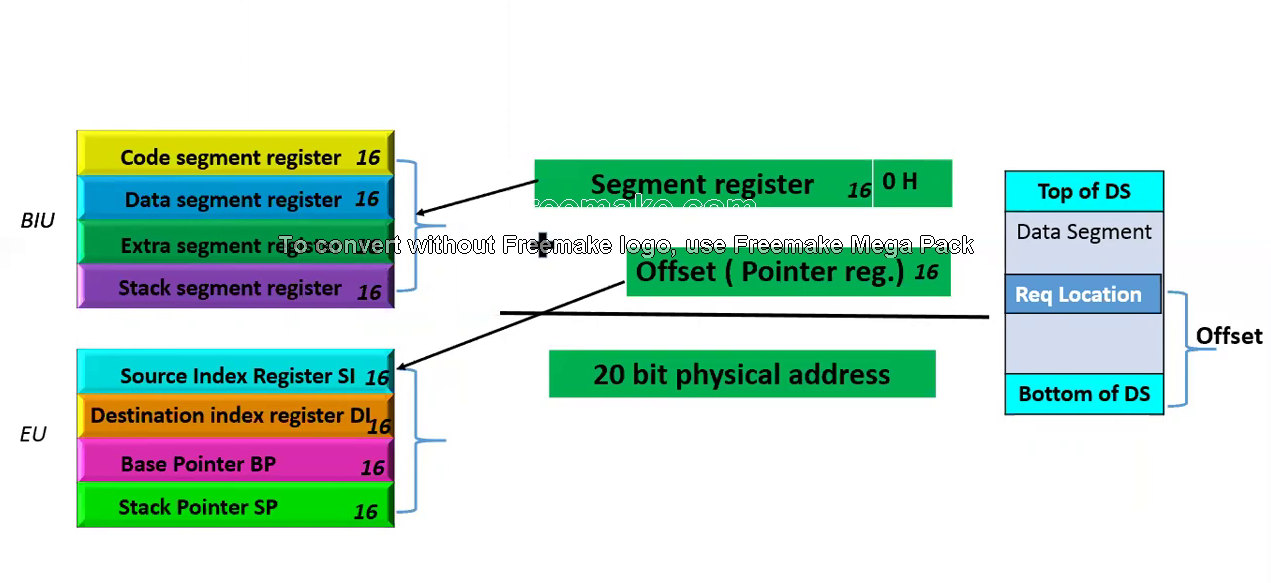 BIU
Code segment register 16
Data segment register 16
Extra segment register 16
Stack segment register 16
EU
Source Index Register SI 16
Destination index register DI 16
Base Pointer BP 16
Stack Pointer SP 16
Segment register 16 0 H
To convert without Freemake logo, use Freemake Mega Pack
Offset ( Pointer reg.) 16
20 bit physical address
Top of DS
Data Segment
Req Location
Bottom of DS
Offset